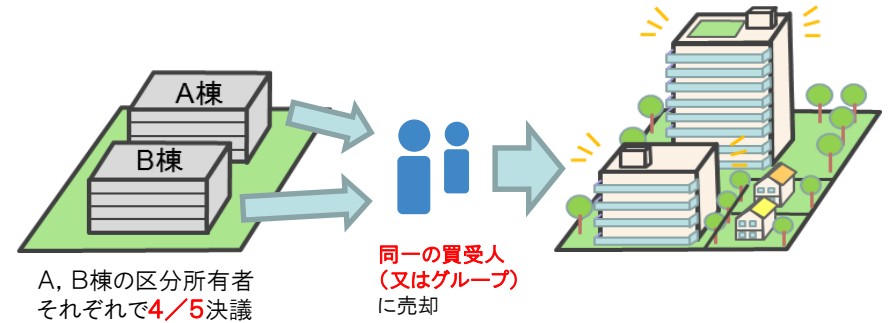 A棟
B棟
A，B棟の区分所有者
それぞれで4／5決議
同一の買受人
（又はグループ）
に売却